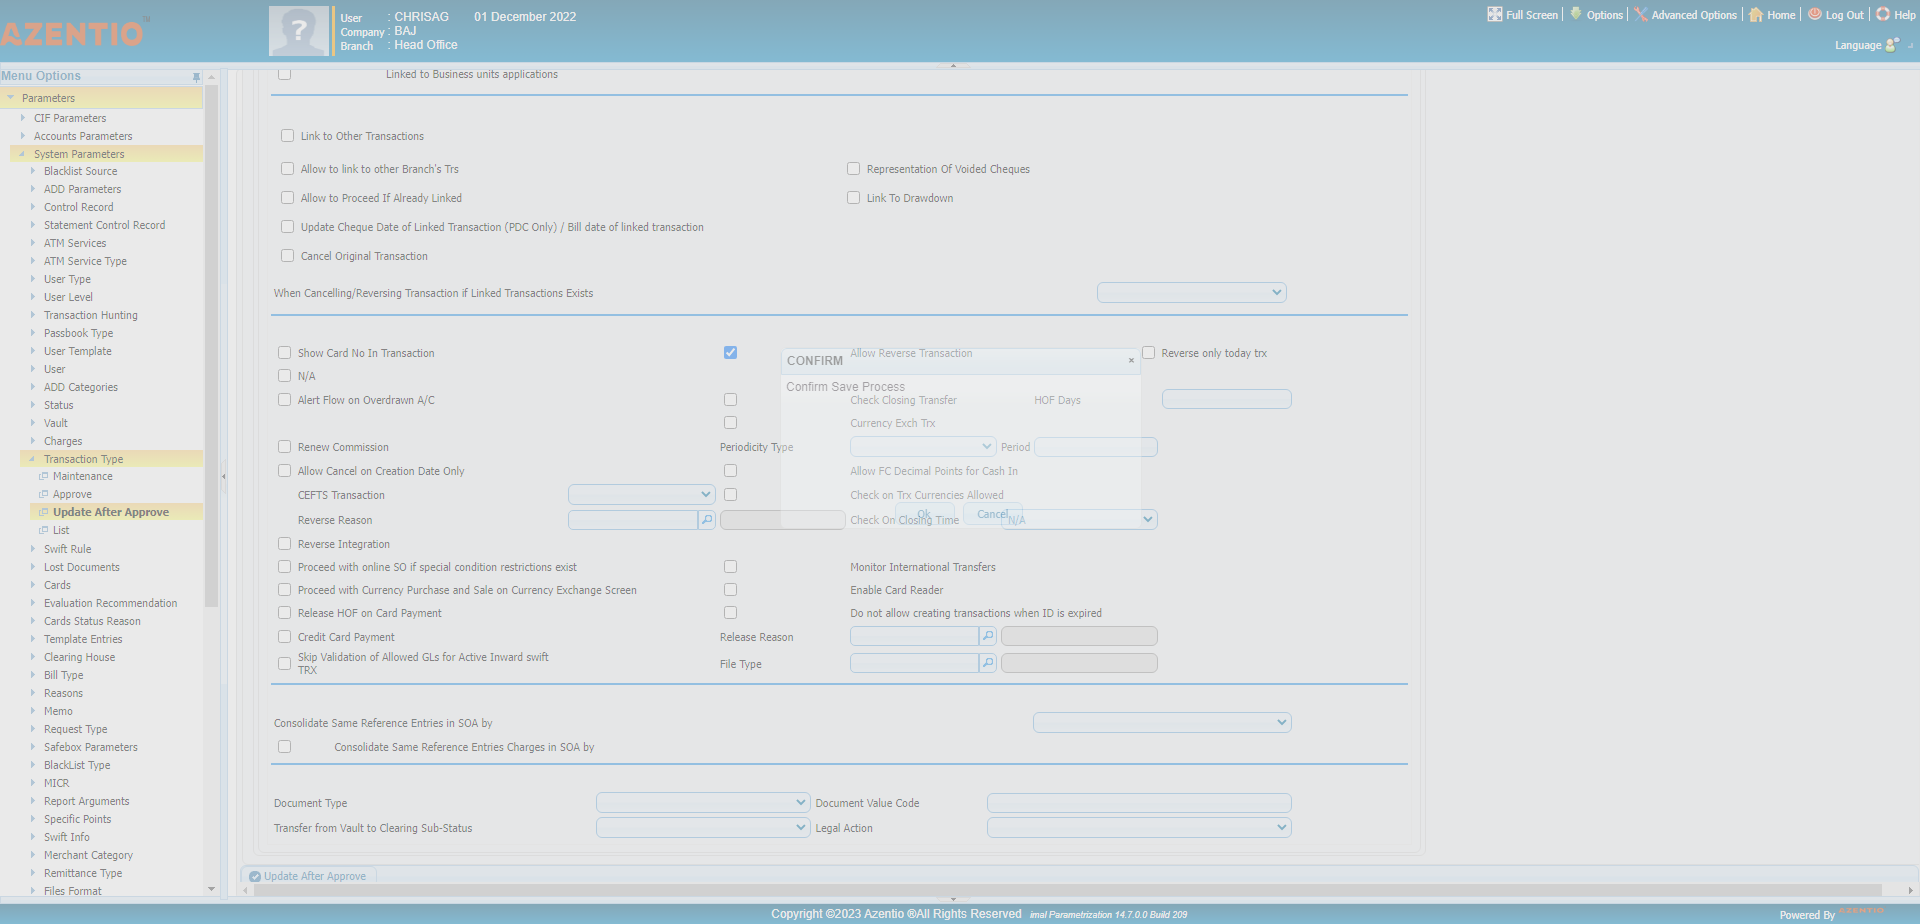 AZENTIO
TM
User : CHRISAG 01 December 2022
Company : BAJ
Branch : Head Office
Full Screen
Options
Advanced Options
Home
Log Out
Help
Language
Menu Options
Parameters
CIF Parameters
Accounts Parameters
System Parameters
Blacklist Source
ADD Parameters
Control Record
Statement Control Record
ATM Services
ATM Service Type
User Type
User Level
Transaction Hunting
Passbook Type
User Template
User
ADD Categories
Status
Vault
Charges
Transaction Type
Maintenance
Approve
Update After Approve
List
Swift Rule
Lost Documents
Cards
Evaluation Recommendation
Cards Status Reason
Template Entries
Clearing House
Bill Type
Reasons
Memo
Request Type
Safebox Parameters
BlackList Type
MICR
Report Arguments
Specific Points
Swift Info
Merchant Category
Remittance Type
Files Format
Linked to Business units applications
Link to Other Transactions
Allow to link to other Branch's Trs Representation Of Voided Cheques
Allow to Proceed If Already Linked Link To Drawdown
Update Cheque Date of Linked Transaction (PDC Only) / Bill date of linked transaction
Cancel Original Transaction
When Cancelling/Reversing Transaction if Linked Transactions Exists
Show Card No In Transaction Allow Reverse Transaction Reverse only today trx
CONFIRM ×
N/A
Confirm Save Process
Alert Flow on Overdrawn A/C Check Closing Transfer HOF Days
Currency Exch Trx
Renew Commission Periodicity Type Period
Allow Cancel on Creation Date Only Allow FC Decimal Points for Cash In
CEFTS Transaction Check on Trx Currencies Allowed
Ok Cancel
Reverse Reason Check On Closing Time N/A
Reverse Integration
Proceed with online SO if special condition restrictions exist Monitor International Transfers
Proceed with Currency Purchase and Sale on Currency Exchange Screen Enable Card Reader
Release HOF on Card Payment Do not allow creating transactions when ID is expired
Credit Card Payment Release Reason
Skip Validation of Allowed GLs for Active Inward swift
TRX
File Type
Consolidate Same Reference Entries in SOA by
Consolidate Same Reference Entries Charges in SOA by
Document Type Document Value Code
Transfer from Vault to Clearing Sub-Status Legal Action
Update After Approve
Copyright ©2023 Azentio ®All Rights Reserved imal Parametrization 14.7.0.0 Build 209
Powered By AZENTIO